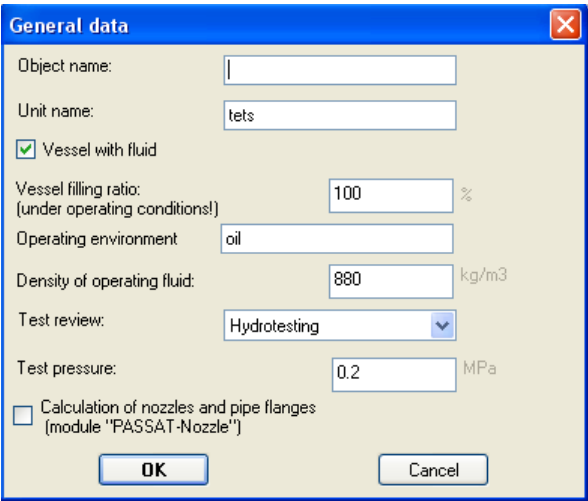 General data
Object name:
Unit name:
tets
Vessel with fluid
Vessel filling ratio:
(under operating conditions!)
100
%
Operating environment
oil
Density of operating fluid:
880
kg/m3
Test review:
Hydrotesting
Test pressure:
0.2
MPa
Calculation of nozzles and pipe flanges
(module "PASSAT-Nozzle")
OK
Cancel